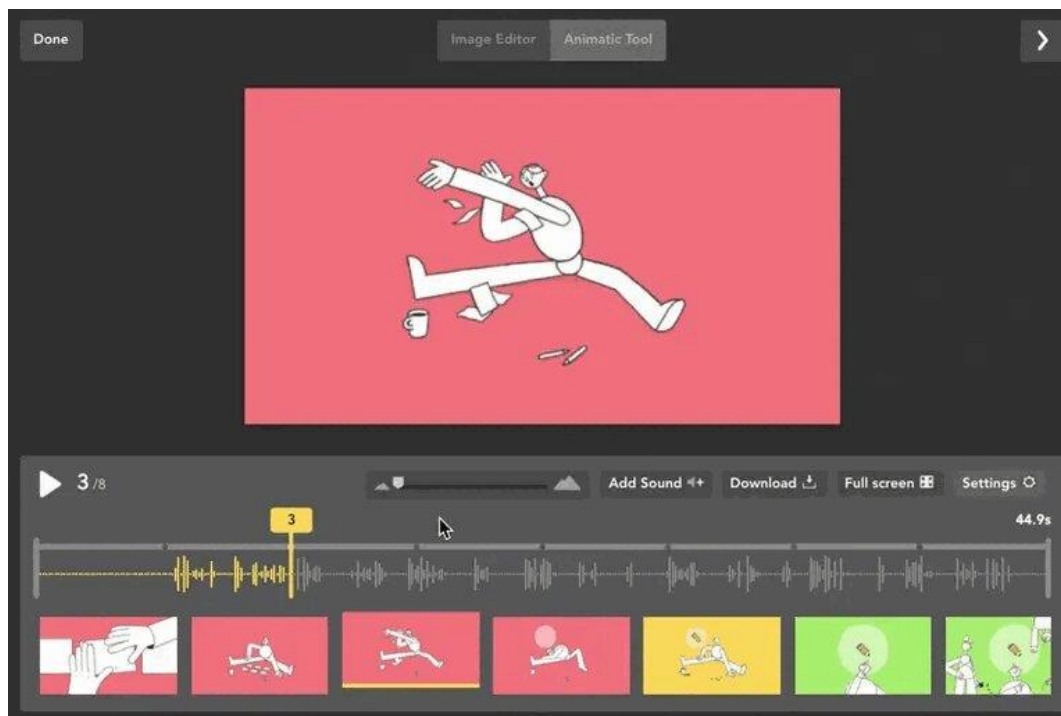 Done
Image Editor Animatic Tool
3 /8
Add Sound Download Full screen Settings
3
44.9s